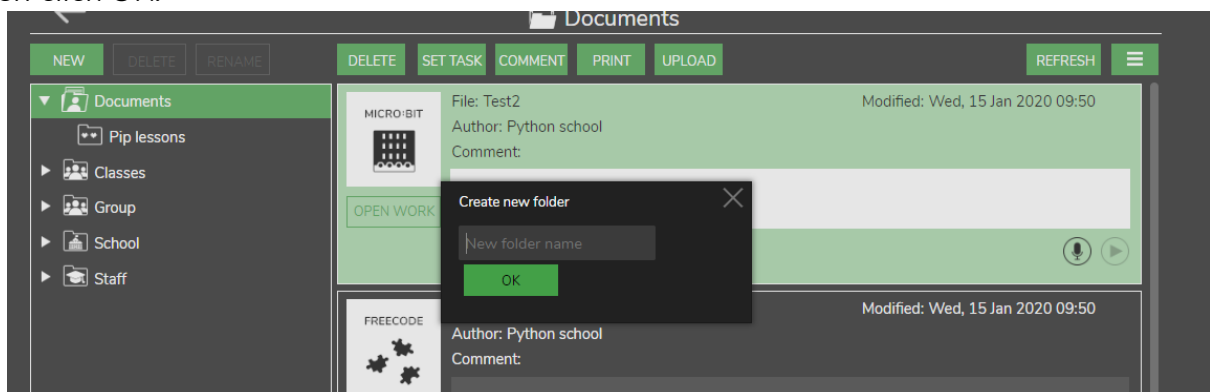 Documents
NEW DELETE RENAME DELETE SET TASK COMMENT PRINT UPLOAD REFRESH
Documents
Pip lessons
Classes
Group
School
Staff
MICRO:BIT
File: Test2 Modified: Wed, 15 Jan 2020 09:50
Author: Python school
Comment:
OPEN WORK
Create new folder
New folder name
OK
FREECODE
Modified: Wed, 15 Jan 2020 09:50
Author: Python school
Comment: